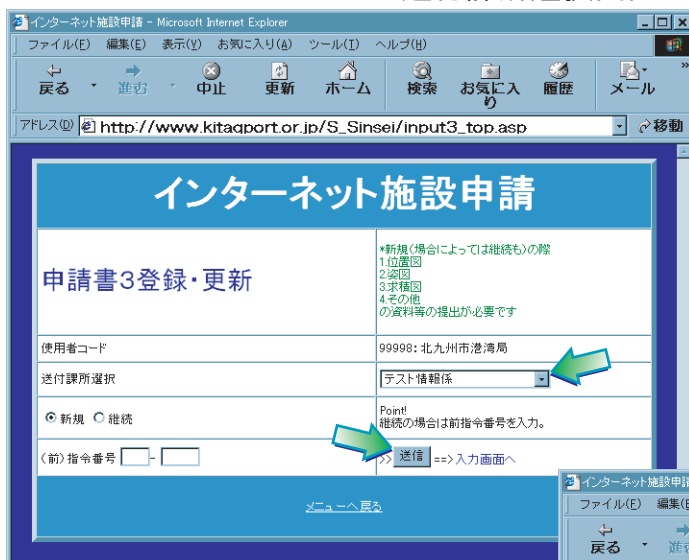 インターネット施設申請 - Microsoft Internet Explorer
ファイル(F) 編集(E) 表示(V) お気に入り(A) ツール(T) ヘルプ(H)
戻る 進む 中止 更新 ホーム 検索 お気に入り 履歴 メール »
アドレス(D) http://www.kitaqport.or.jp/S_Sinsei/input3_top.asp 移動
インターネット施設申請
申請書3登録・更新
*新規(場合によっては継続も)の際
1.位置図
2.姿図
3.求積図
4.その他
の資料等の提出が必要です
使用者コード 99998:北九州市港湾局
送付課所選択 テスト情報係
新規 継続
Point!
継続の場合は前指令番号を入力。
(前)指令番号 -
>> 送信 ==>入力画面へ
メニューへ戻る
インターネット施設申請
ファイル(F) 編集(E
戻る 進む